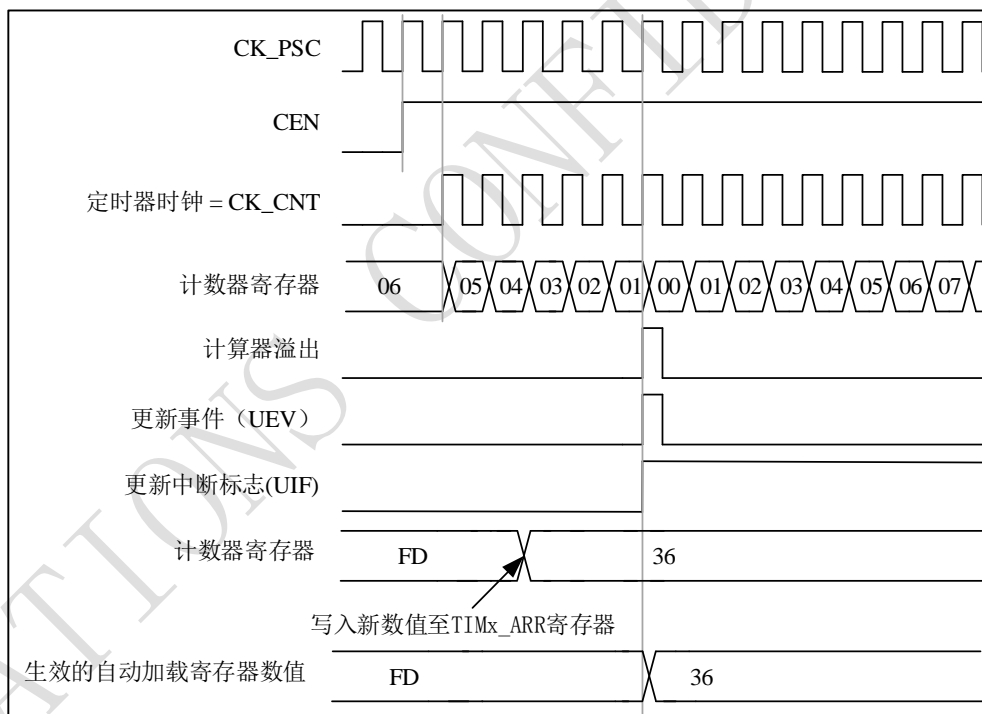 CK_PSC
CEN
定时器时钟 = CK_CNT
计数器寄存器 06 05 04 03 02 01 00 01 02 03 04 05 06 07
计算器溢出
更新事件（UEV）
更新中断标志(UIF)
计数器寄存器 FD 36
写入新数值至TIMx_ARR寄存器
生效的自动加载寄存器数值 FD 36
ATIONS CONFID